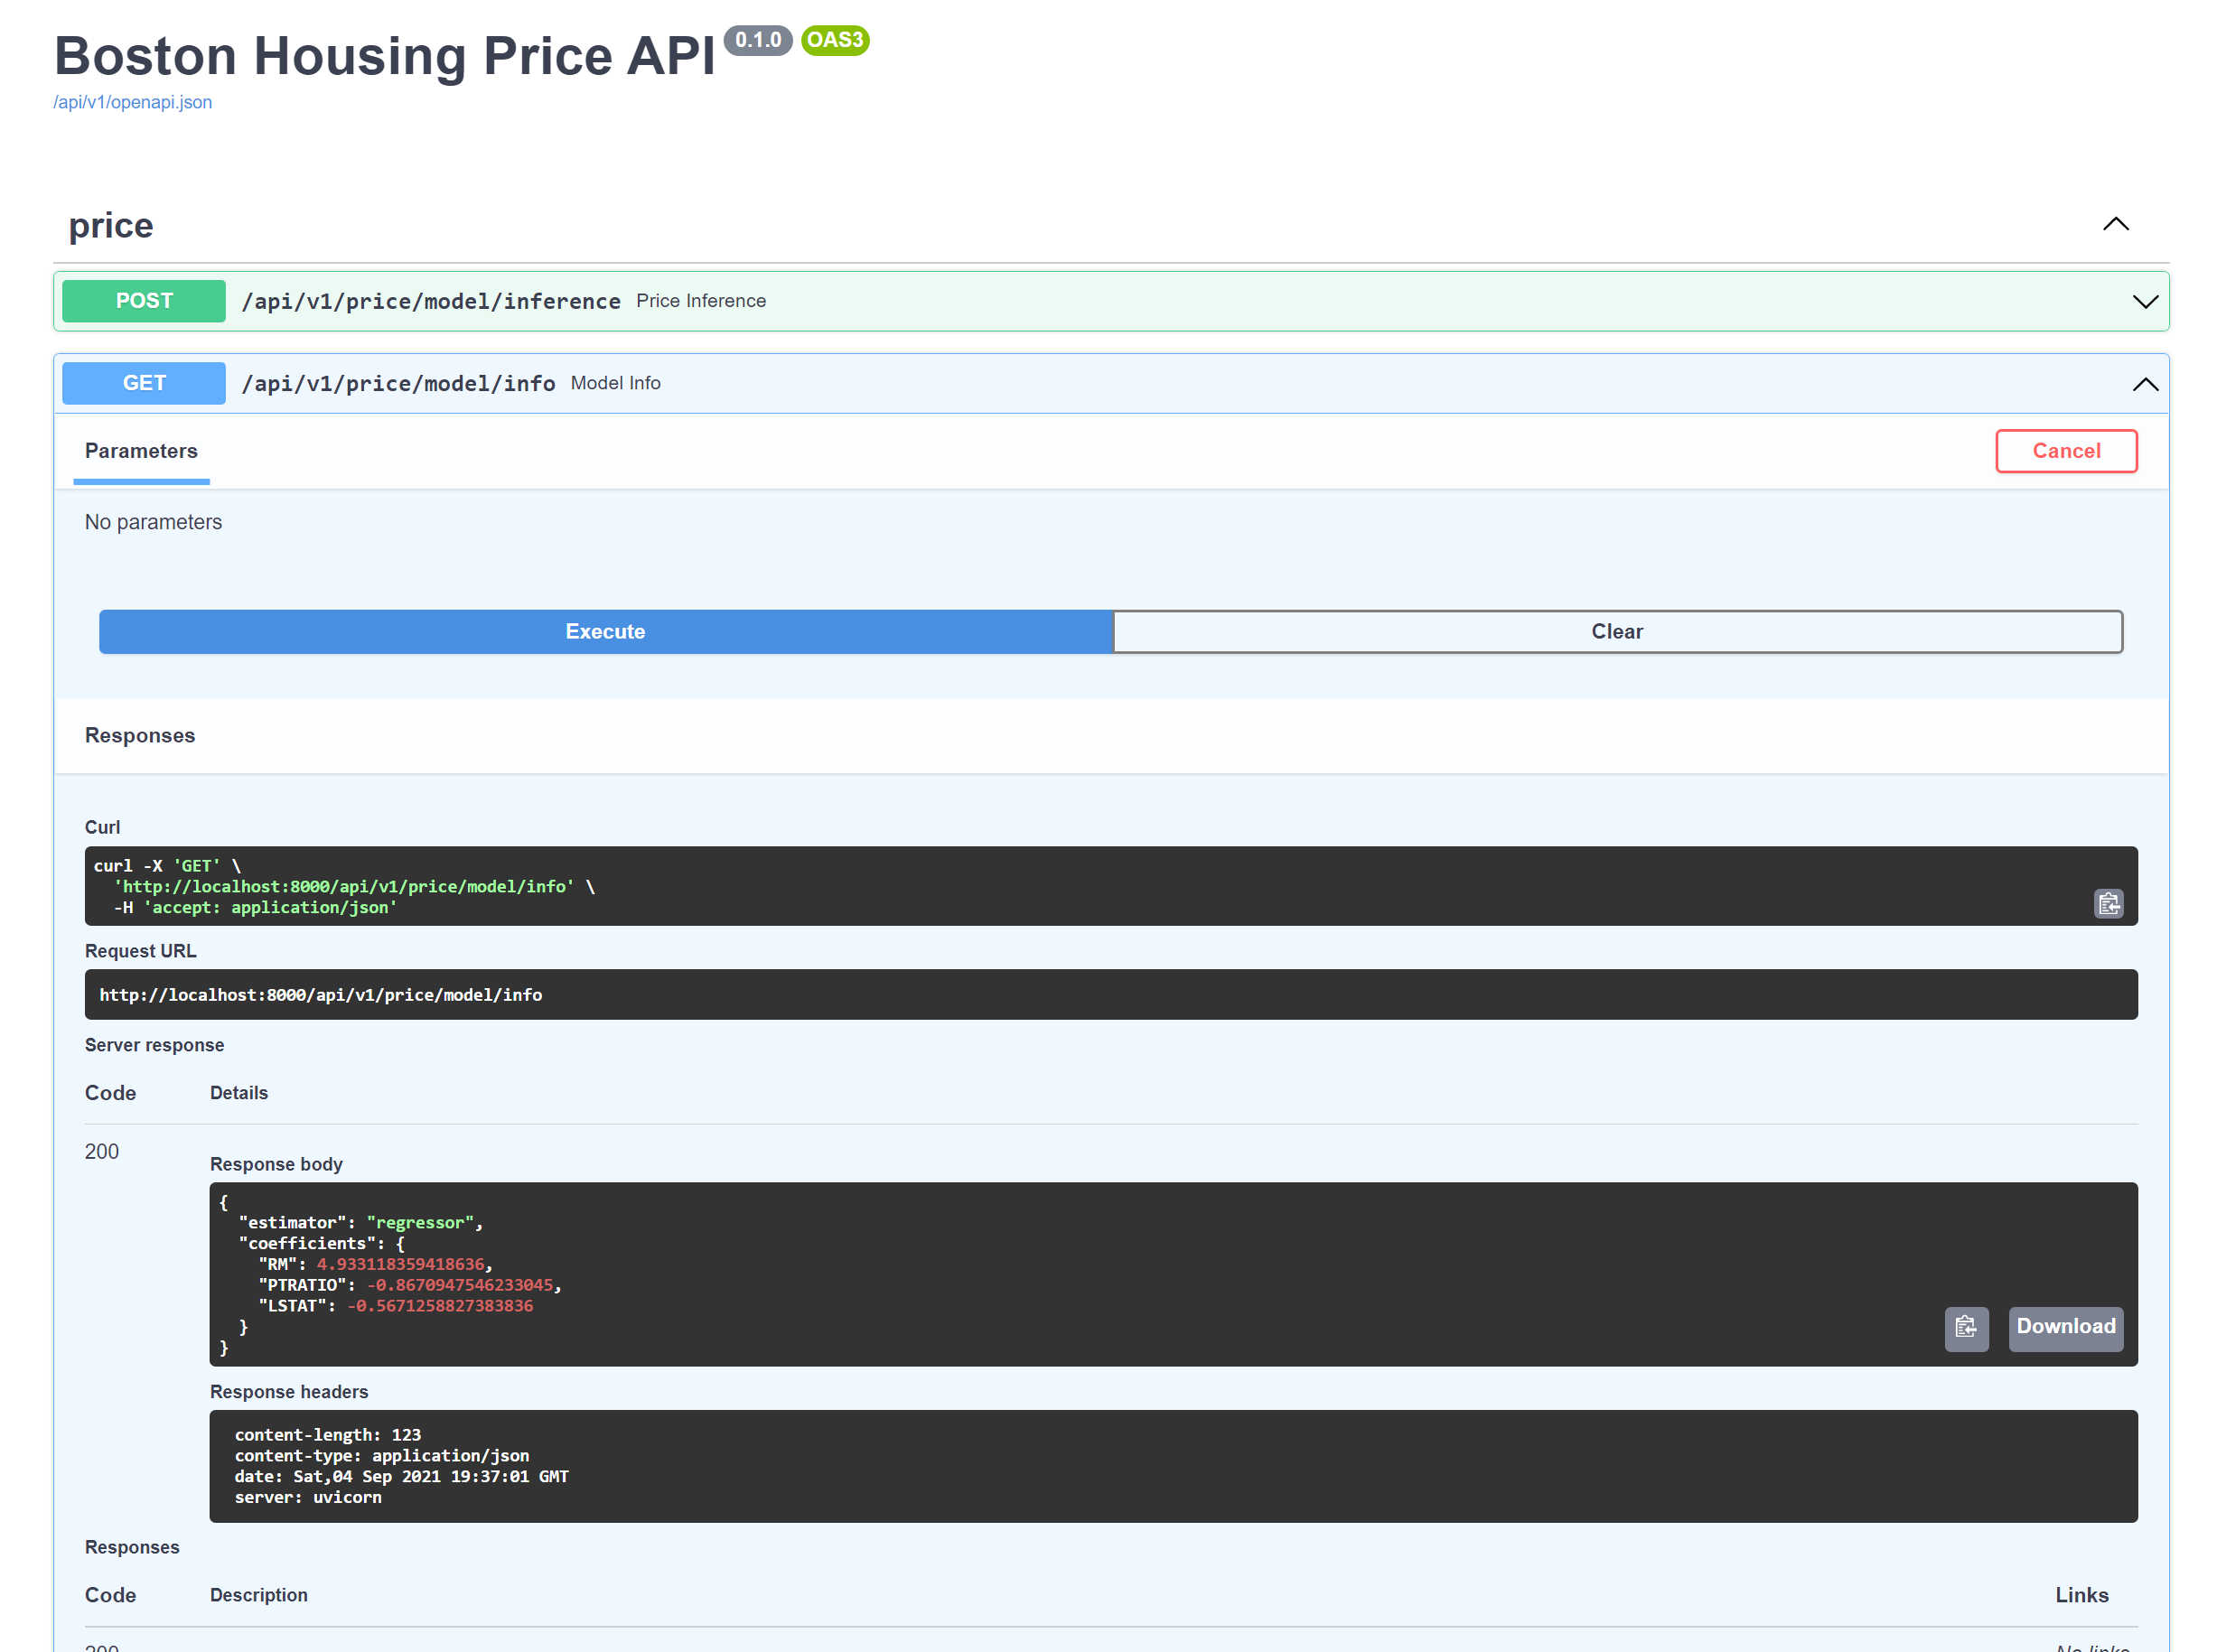 Boston Housing Price API 0.1.0 OAS3
/api/v1/openapi.json
price
POST /api/v1/price/model/inference Price Inference
GET /api/v1/price/model/info Model Info
Parameters
Cancel
No parameters
Execute
Clear
Responses
Curl
curl -X 'GET' \
  'http://localhost:8000/api/v1/price/model/info' \
  -H 'accept: application/json'
Request URL
http://localhost:8000/api/v1/price/model/info
Server response
Code Details
200
Response body
{
  "estimator": "regressor",
  "coefficients": {
    "RM": 4.933118359418636,
    "PTRATIO": -0.8670947546233045,
    "LSTAT": -0.5671258827383836
  }
}
Download
Response headers
content-length: 123
content-type: application/json
date: Sat,04 Sep 2021 19:37:01 GMT
server: uvicorn
Responses
Code Description Links
200 No links